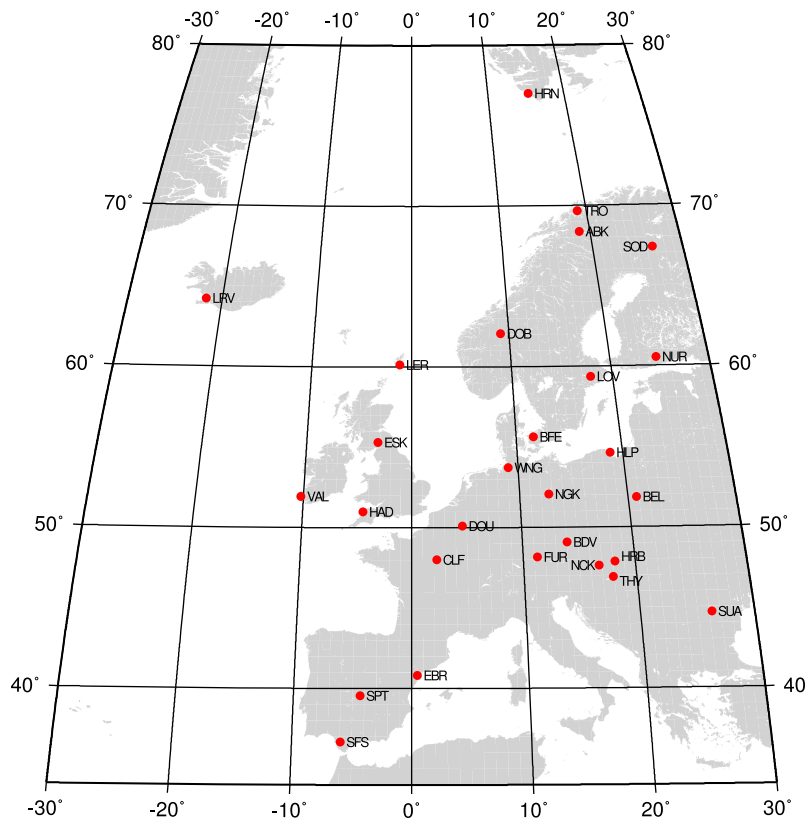 -30° -20° -10° 0° 10° 20° 30°
80° 80°
HRN
70° 70°
TRO
ABK
SOD
LRV
DOB
NUR
60° 60°
LER
LOV
BFE
ESK
HLP
WNG
NGK
VAL
BEL
HAD
50° 50°
DOU
BDV
FUR
HRB
CLF
NCK
THY
SUA
EBR
40° 40°
SPT
SFS
-30° -20° -10° 0° 10° 20° 30°